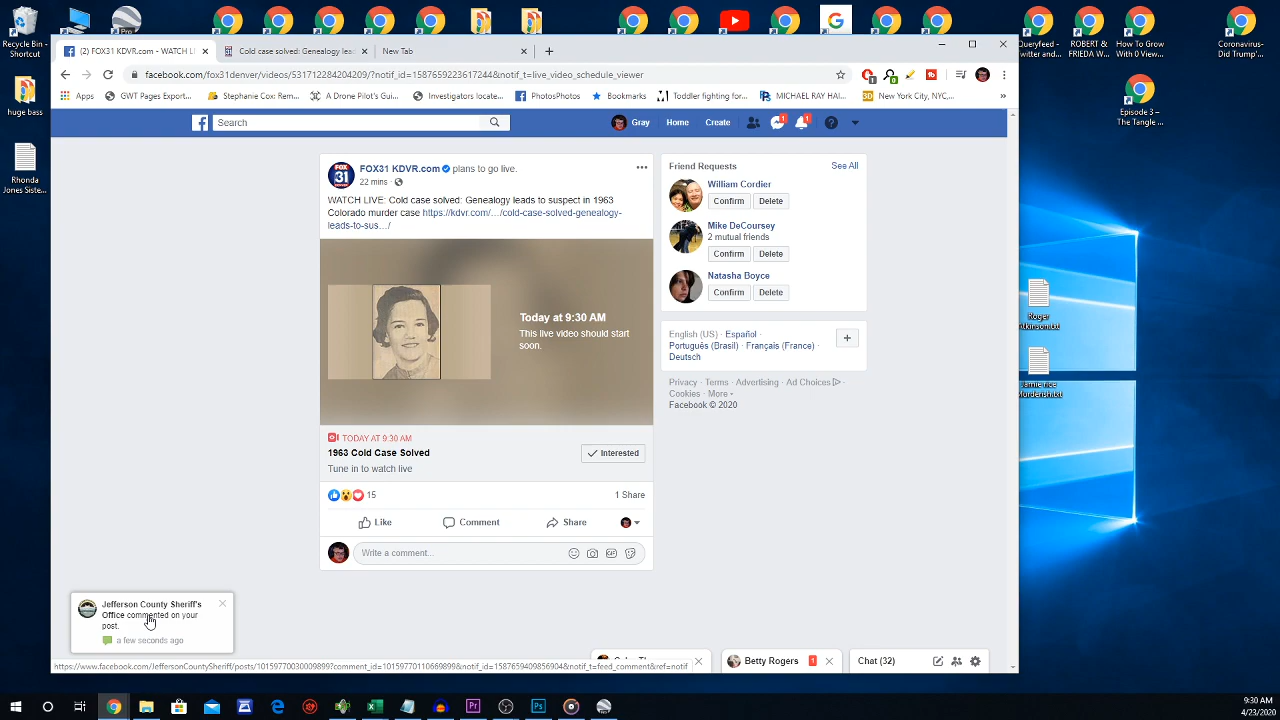 Recycle Bin -
Shortcut
huge bass
Rhonda
Jones Siste...
Queryfeed -
Twitter and...
ROBERT &
FRIEDA W...
How To Grow
With 0 View...
Coronavirus-
Did Trump'...
Episode 3 –
The Tangle ...
Roger
(2) FOX31 KDVR.com - WATCH LI
Cold case solved: Genealogy lea
New Tab
facebook.com/fox31denver/videos/531712284204209/?notif_id=1587659223617244&notif_t=live_video_schedule_viewer
Apps
GWT Pages Export...
Stephanie Cox| Rem...
A Drone Pilot's Gui...
Investigators locate...
PhotosPhotos
Bookmarks
Toddler fighting for...
MICHAEL RAY HAI...
New York City, NYC,...
Search
Gray
Home
Create
1
1
FOX31 KDVR.com plans to go live.
22 mins ·
WATCH LIVE: Cold case solved: Genealogy leads to suspect in 1963
Colorado murder case https://kdvr.com/…/cold-case-solved-genealogy-
leads-to-sus…/
Today at 9:30 AM
This live video should start
soon.
TODAY AT 9:30 AM
1963 Cold Case Solved
Tune in to watch live
Interested
15
1 Share
Like
Comment
Share
Write a comment...
GIF
Friend Requests
See All
William Cordier
Confirm
Delete
Mike DeCoursey
2 mutual friends
Confirm
Delete
Natasha Boyce
Confirm
Delete
English (US) · Español ·
Português (Brasil) · Français (France) ·
Deutsch
Privacy · Terms · Advertising · Ad Choices ·
Cookies · More
Facebook © 2020
Jefferson County Sheriff's
Office commented on your
post.
a few seconds ago
Betty Rogers
1
Chat (32)
9:30 AM
4/23/2020